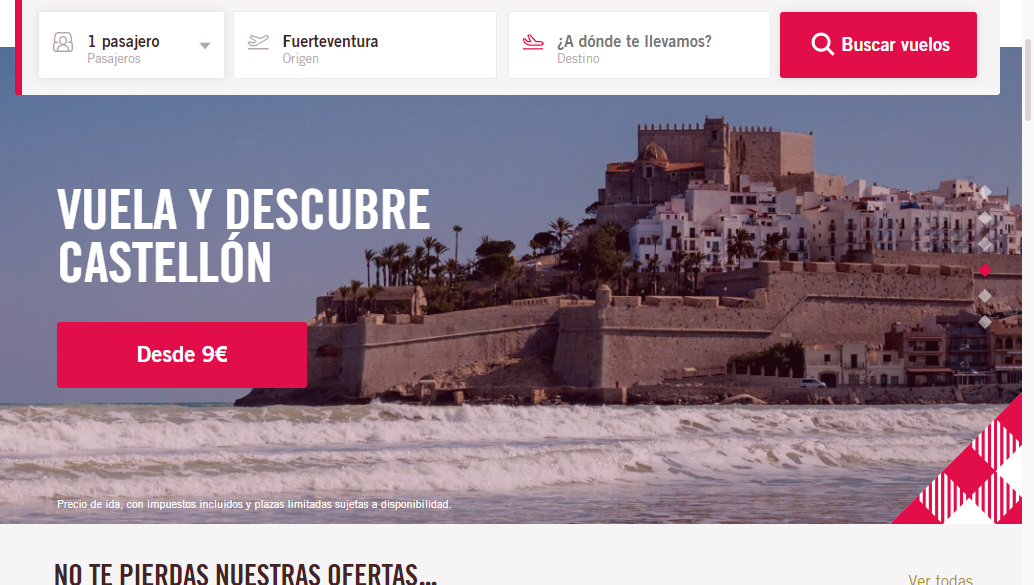 1 pasajero
Pasajeros
Fuerteventura
Origen
¿A dónde te llevamos?
Destino
Buscar vuelos
VUELA Y DESCUBRE
CASTELLÓN
Desde 9€
Precio de ida, con impuestos incluidos y plazas limitadas sujetas a disponibilidad.
NO TE PIERDAS NUESTRAS OFERTAS...
Ver todas